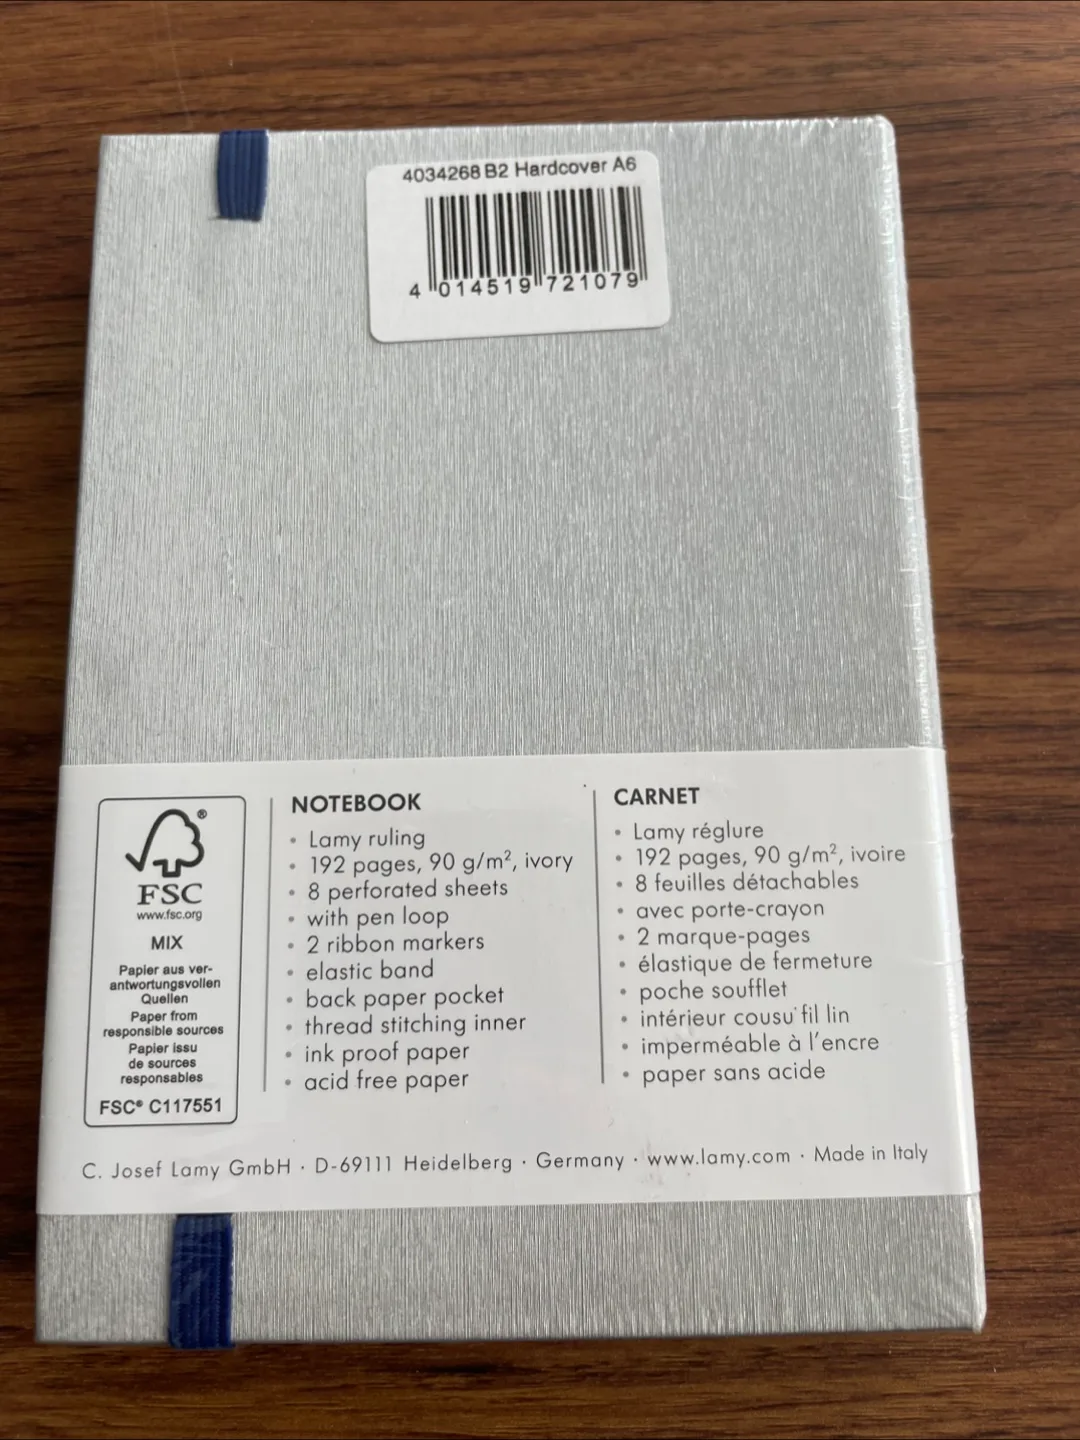 4034268 B2 Hardcover A6
4 014519 721079
®
FSC
www.fsc.org
MIX
Papier aus ver-
antwortungsvollen
Quellen
Paper from
responsible sources
Papier issu
de sources
responsables
FSC® C117551
NOTEBOOK
• Lamy ruling
• 192 pages, 90 g/m², ivory
• 8 perforated sheets
• with pen loop
• 2 ribbon markers
• elastic band
• back paper pocket
• thread stitching inner
• ink proof paper
• acid free paper
CARNET
• Lamy réglure
• 192 pages, 90 g/m², ivoire
• 8 feuilles détachables
• avec porte-crayon
• 2 marque-pages
• élastique de fermeture
• poche soufflet
• intérieur cousu fil lin
• imperméable à l'encre
• paper sans acide
C. Josef Lamy GmbH · D-69111 Heidelberg · Germany · www.lamy.com · Made in Italy